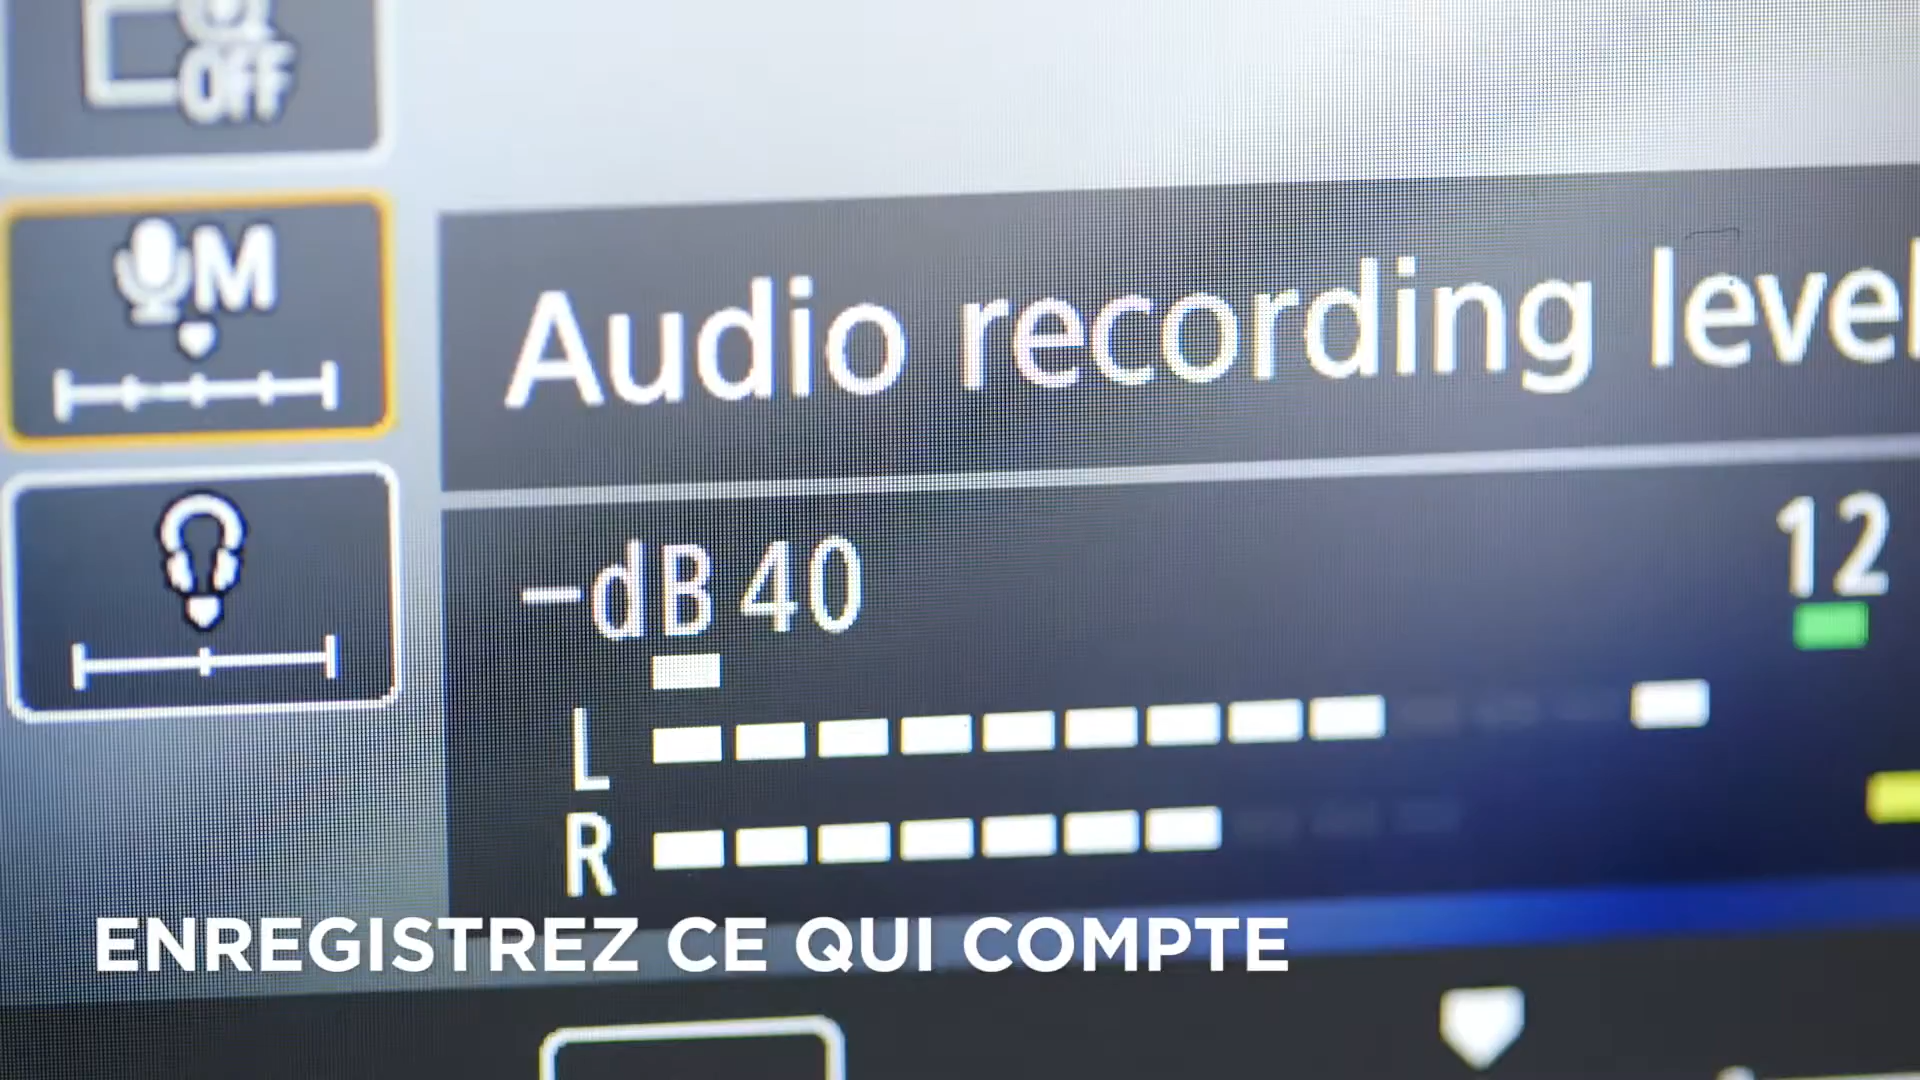 OFF
M
Audio recording level
-dB 40 12
L
R
ENREGISTREZ CE QUI COMPTE